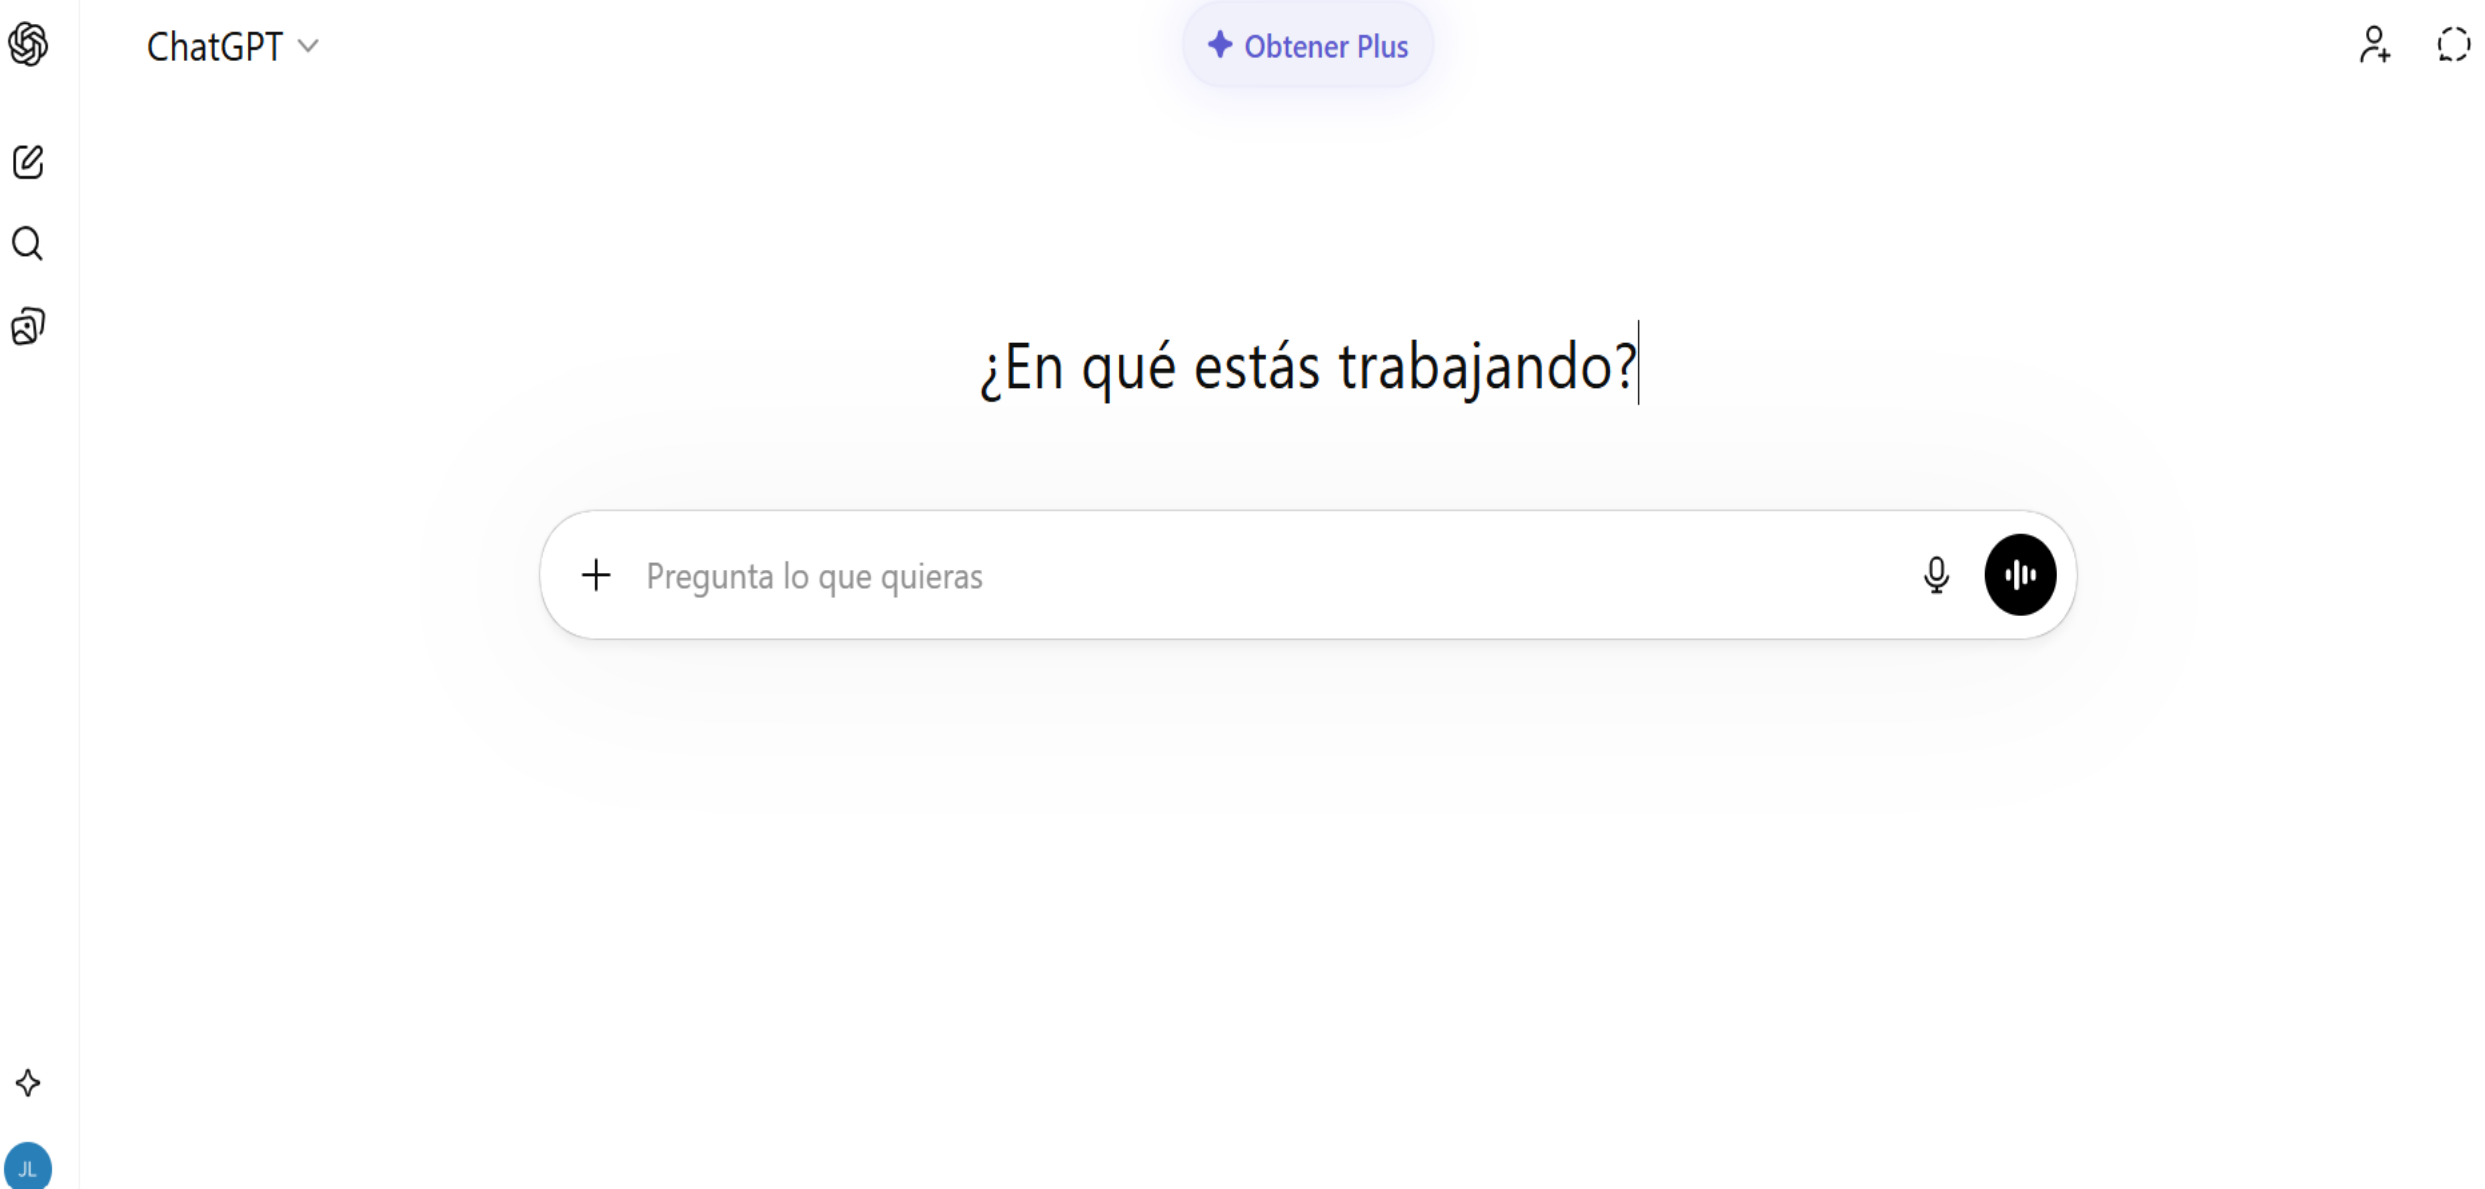 ChatGPT
Obtener Plus
¿En qué estás trabajando?
Pregunta lo que quieras
JL